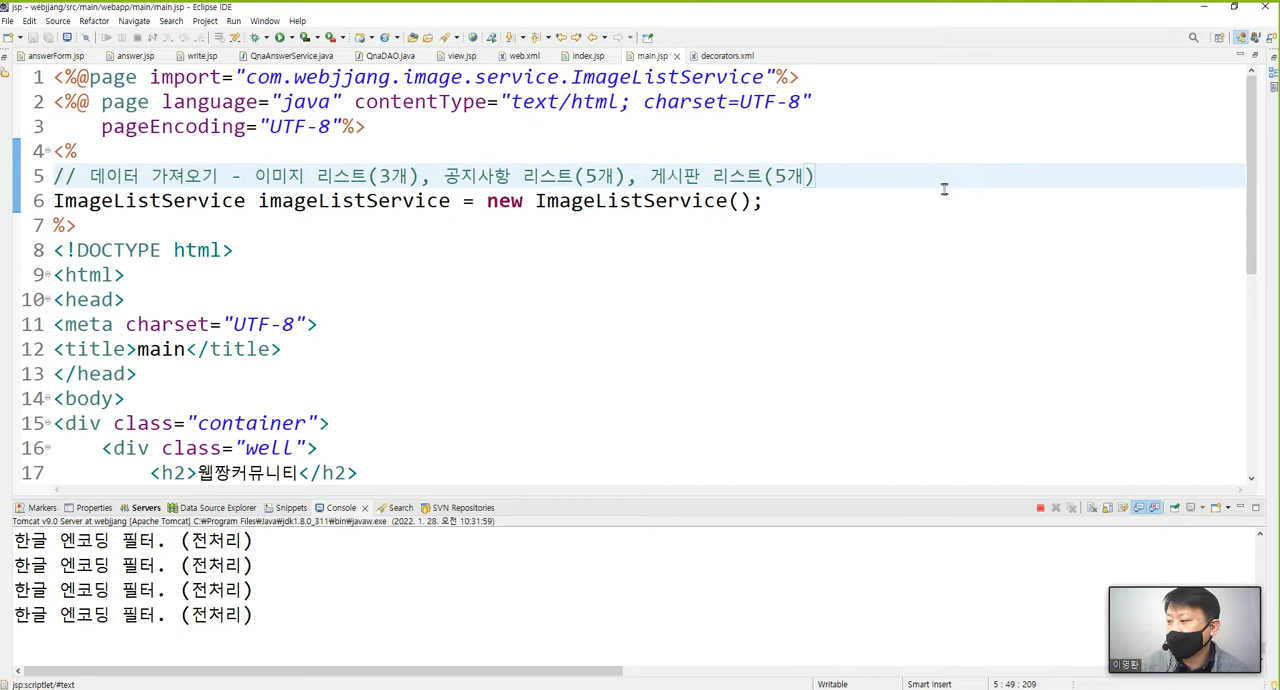 jsp - webjjang/src/main/webapp/main/main.jsp - Eclipse IDE
File Edit Source Refactor Navigate Search Project Run Window Help
answerForm.jsp answer.jsp write.jsp QnaAnswerService.java QnaDAO.java view.jsp web.xml index.jsp main.jsp decorators.xml
1 <%@page import="com.webjjang.image.service.ImageListService"%>
2 <%@ page language="java" contentType="text/html; charset=UTF-8"
3 pageEncoding="UTF-8"%>
4 <%
5 // 데이터 가져오기 - 이미지 리스트(3개), 공지사항 리스트(5개), 게시판 리스트(5개)
6 ImageListService imageListService = new ImageListService();
7 %>
8 <!DOCTYPE html>
9 <html>
10 <head>
11 <meta charset="UTF-8">
12 <title>main</title>
13 </head>
14 <body>
15 <div class="container">
16 <div class="well">
17 <h2>웹짱커뮤니티</h2>
Markers Properties Servers Data Source Explorer Snippets Console Search SVN Repositories
Tomcat v9.0 Server at webjjang [Apache Tomcat] C:₩Program Files₩Java₩jdk1.8.0_311₩bin₩javaw.exe (2022. 1. 28. 오전 10:31:59)
한글 엔코딩 필터. (전처리)
한글 엔코딩 필터. (전처리)
한글 엔코딩 필터. (전처리)
한글 엔코딩 필터. (전처리)
이영환
jsp:scriptlet/#text Writable Smart Insert 5 : 49 : 209